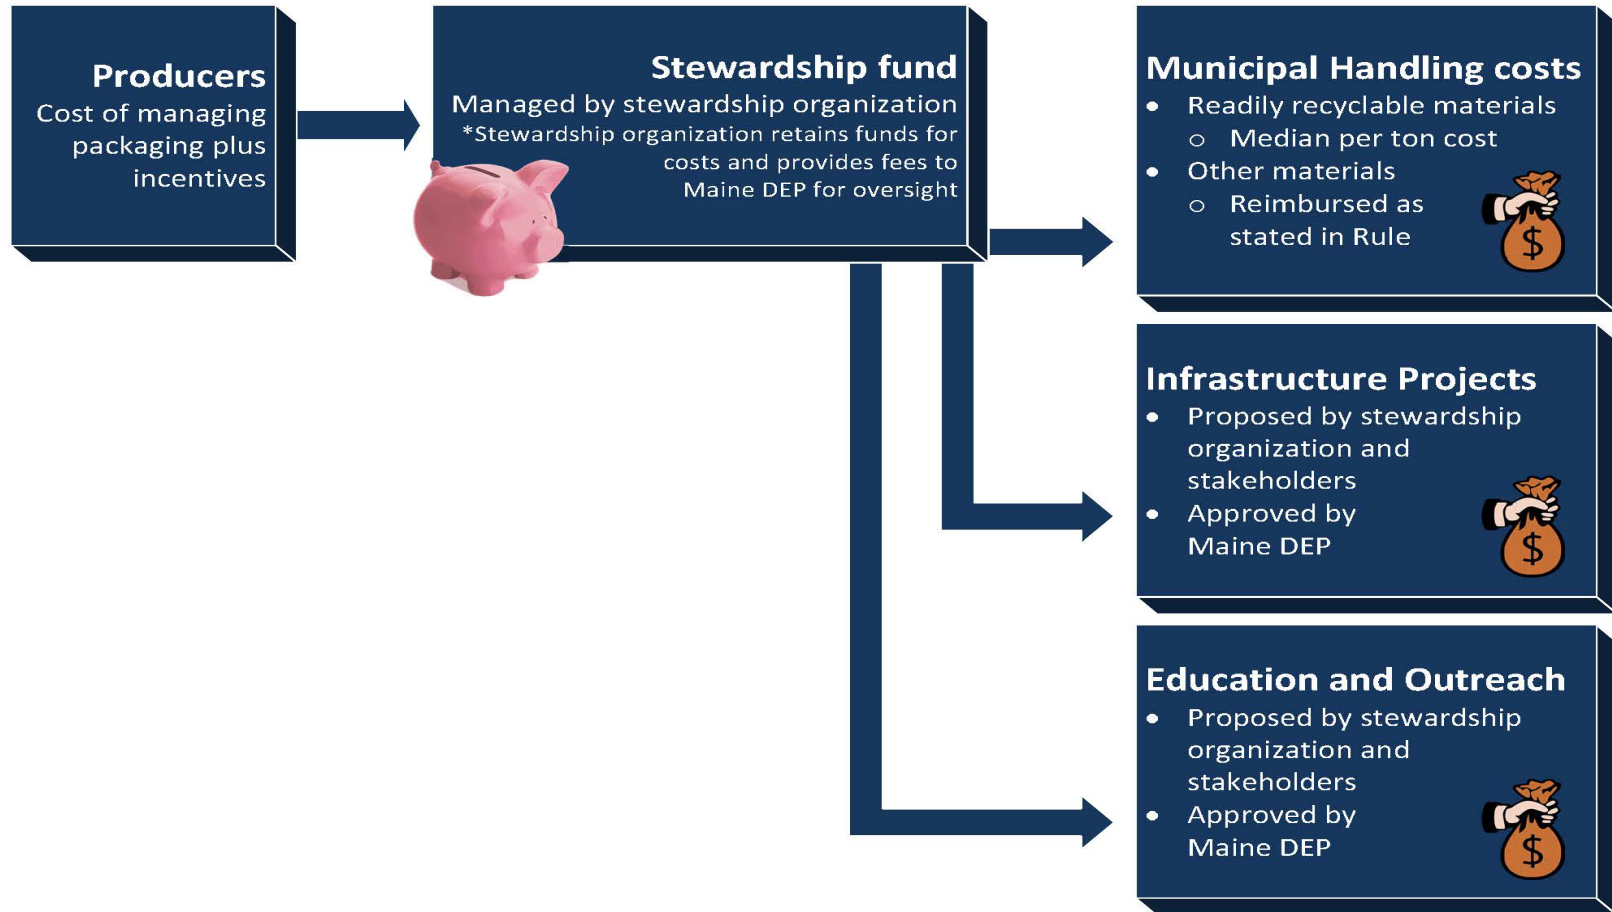 Producers
Cost of managing
packaging plus
incentives
Stewardship fund
Managed by stewardship organization
*Stewardship organization retains funds for
costs and provides fees to
Maine DEP for oversight
Municipal Handling costs
• Readily recyclable materials
o Median per ton cost
• Other materials
o Reimbursed as
stated in Rule
$
Infrastructure Projects
• Proposed by stewardship
organization and
stakeholders
• Approved by
Maine DEP
$
Education and Outreach
• Proposed by stewardship
organization and
stakeholders
• Approved by
Maine DEP
$